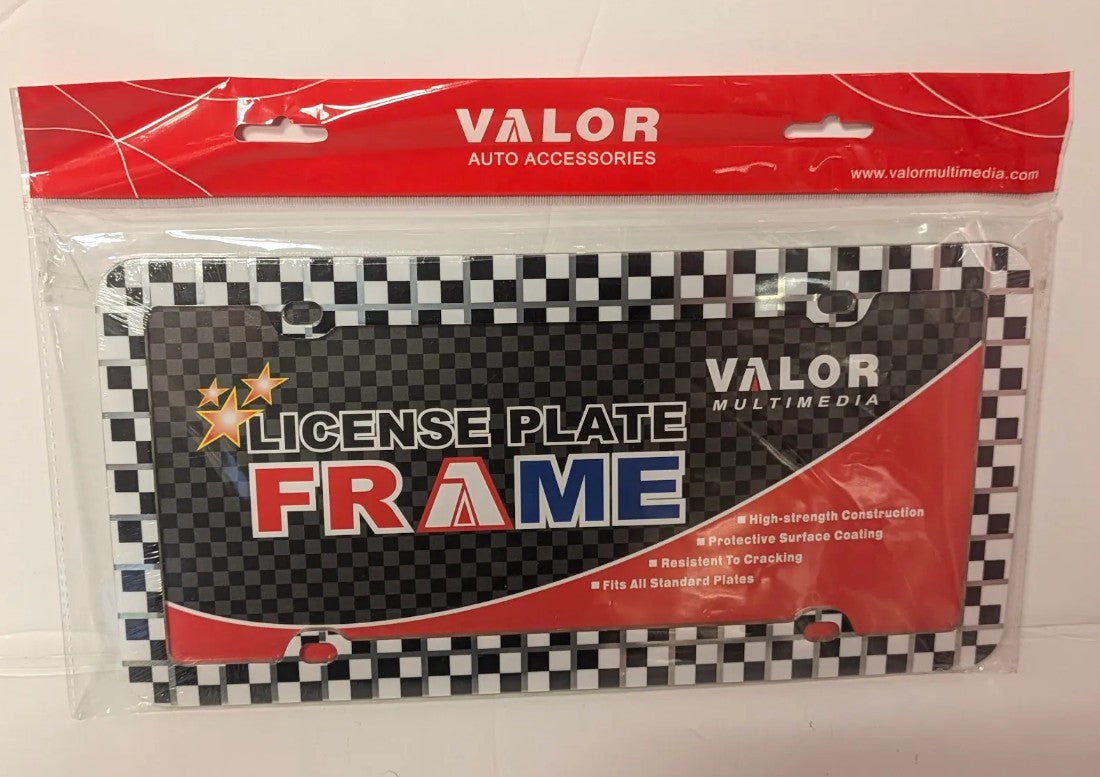 VALOR
AUTO ACCESSORIES
www.valormultimedia.com
VALOR
MULTIMEDIA
LICENSE PLATE
FRAME
High-strength Construction
Protective Surface Coating
Resistent To Cracking
Fits All Standard Plates